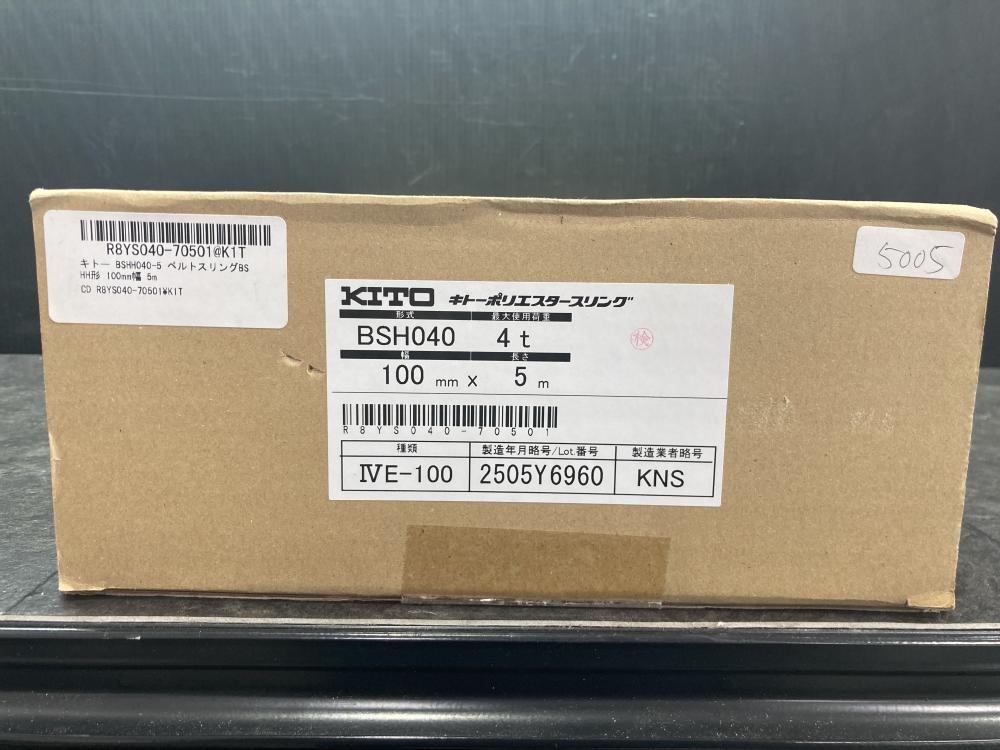 R8YS040-70501@K1T
キトー BSHH040-5 ベルトスリングBS
HH形 100mm幅 5m
CD R8YS040-70501¥K1T
5005
KITO キトーポリエスタースリング
形式 最大使用荷重
BSH040 4 t
幅 長さ
100 mm x 5 m
検
R8YS040-70501
種類 製造年月略号/Lot.番号 製造業者略号
ⅣE-100 2505Y6960 KNS